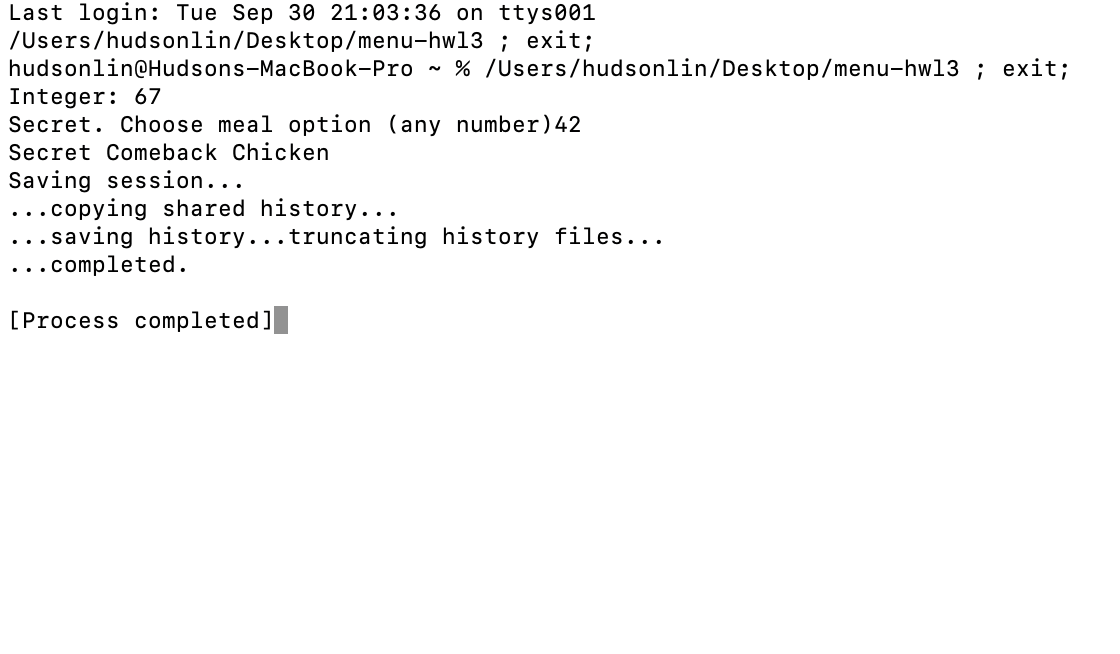 Last login: Tue Sep 30 21:03:36 on ttys001
/Users/hudsonlin/Desktop/menu-hwl3 ; exit;
hudsonlin@Hudsons-MacBook-Pro ~ % /Users/hudsonlin/Desktop/menu-hwl3 ; exit;
Integer: 67
Secret. Choose meal option (any number)42
Secret Comeback Chicken
Saving session...
...copying shared history...
...saving history...truncating history files...
...completed.

[Process completed]